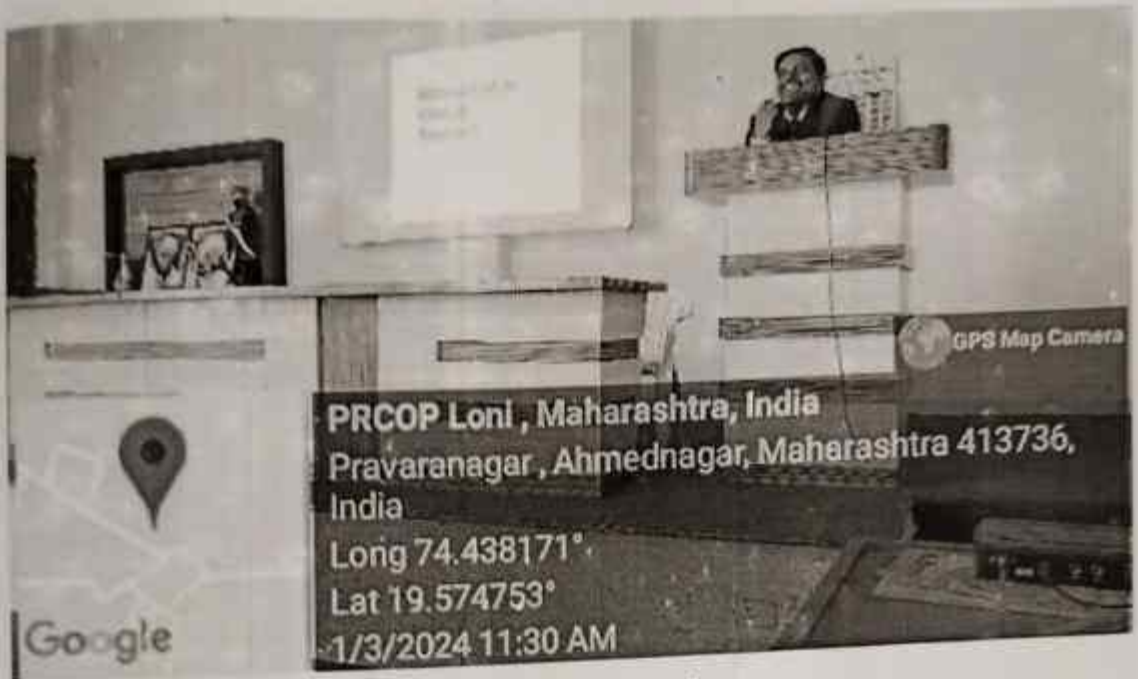 GPS Map Camera
PRCOP Loni , Maharashtra, India
Pravaranagar , Ahmednagar, Maharashtra 413736,
India
Long 74.438171°
Lat 19.574753°
1/3/2024 11:30 AM
Google